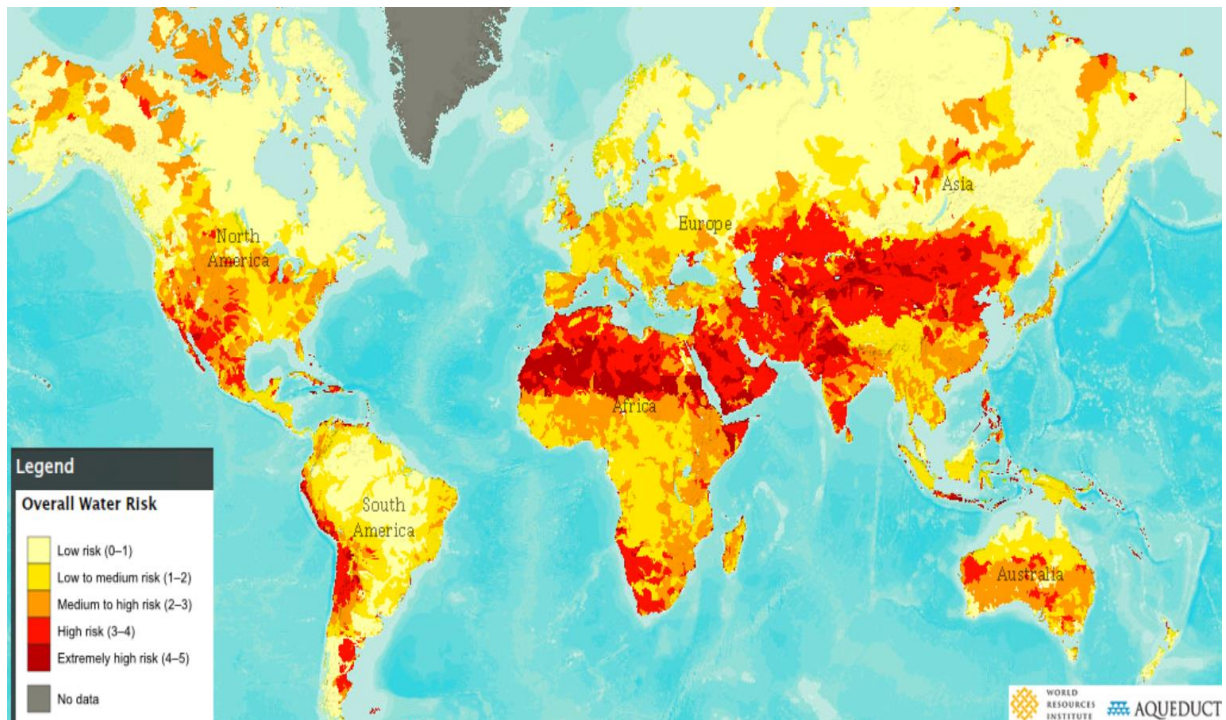 North
America
Europe
Asia
Africa
South
America
Australia
Legend
Overall Water Risk
Low risk (0–1)
Low to medium risk (1–2)
Medium to high risk (2–3)
High risk (3–4)
Extremely high risk (4–5)
No data
WORLD
RESOURCES
INSTITUTE
AQUEDUCT